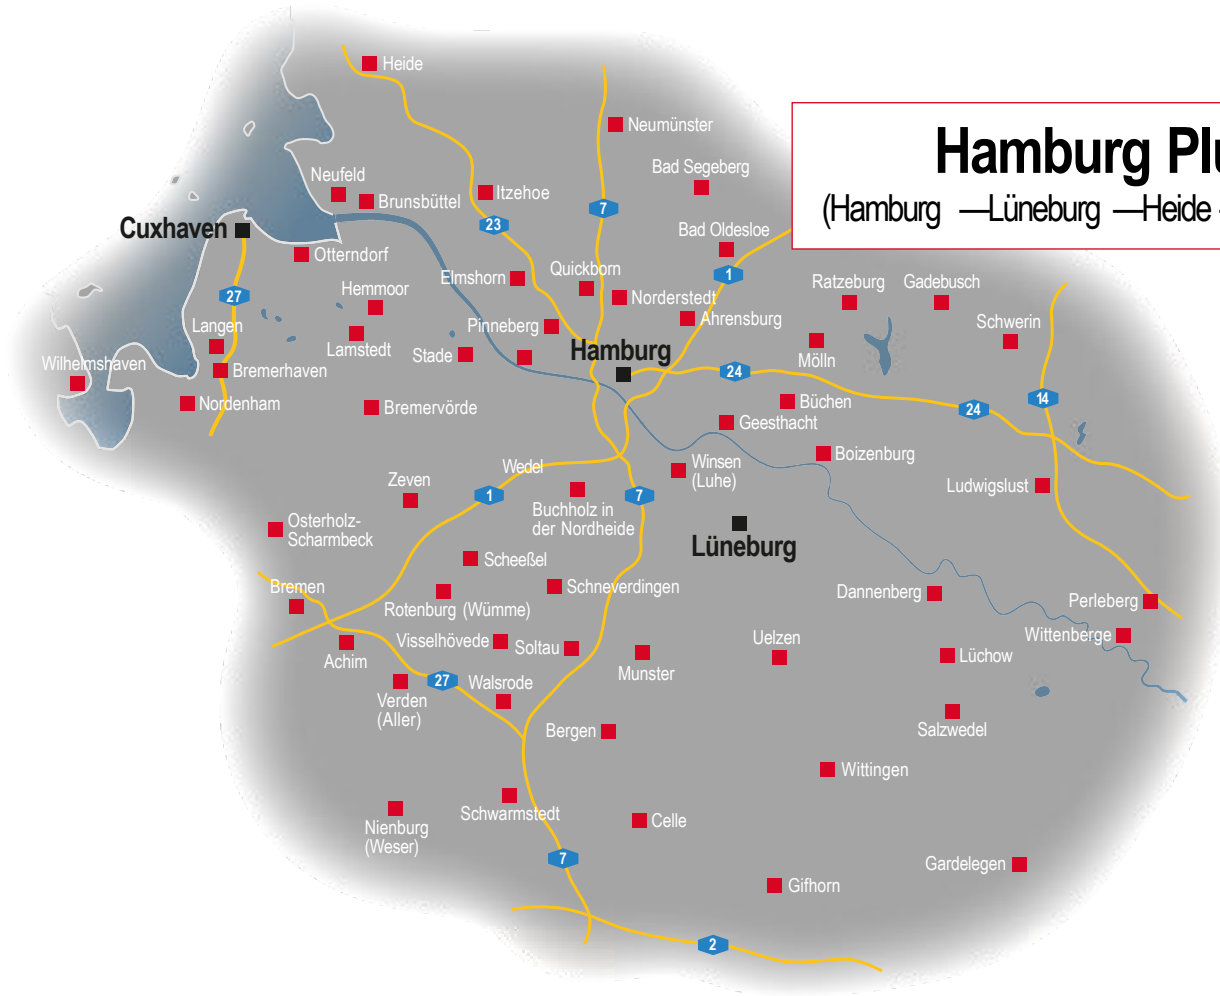 Heide
Neumünster
Hamburg Plu
(Hamburg —Lüneburg —Heide -
Bad Segeberg
Neufeld
Itzehoe
Brunsbüttel
7
23
Cuxhaven
Bad Oldesloe
Otterndorf
Quickborn
1
Elmshorn
Ratzeburg
Gadebusch
Hemmoor
27
Norderstedt
Ahrensburg
Schwerin
Langen
Pinneberg
Lamstedt
Stade
Hamburg
Mölln
Wilhelmshaven
Bremerhaven
24
Nordenham
Bremervörde
Büchen
14
24
Geesthacht
Boizenburg
Winsen
(Luhe)
Wedel
Zeven
1
7
Ludwigslust
Buchholz in
der Nordheide
Osterholz-
Scharmbeck
Lüneburg
Scheeßel
Bremen
Schneverdingen
Dannenberg
Perleberg
Rotenburg (Wümme)
Visselhövede
Soltau
Uelzen
Wittenberge
Achim
Lüchow
Munster
27
Walsrode
Verden
(Aller)
Bergen
Salzwedel
Wittingen
Schwarmstedt
Nienburg
(Weser)
Celle
7
Gardelegen
Gifhorn
2